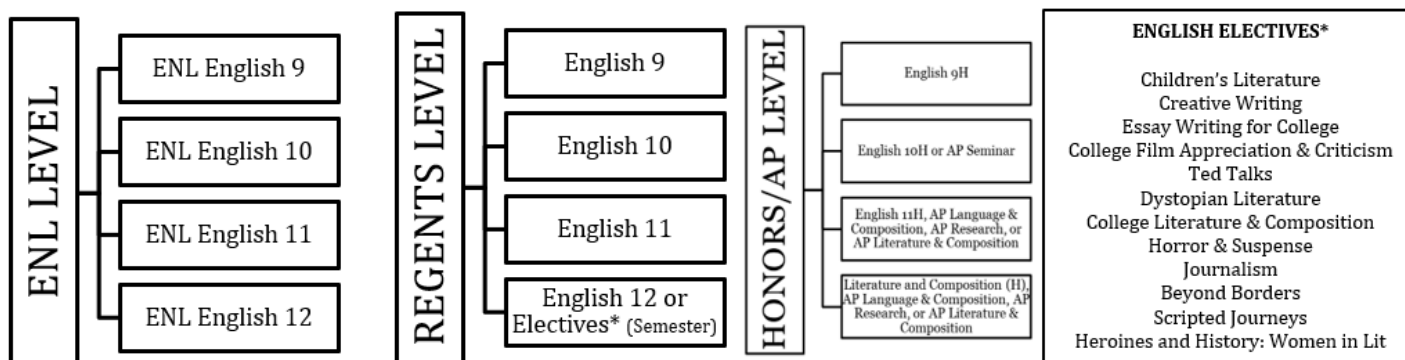 ENL LEVEL
ENL English 9
ENL English 10
ENL English 11
ENL English 12
REGENTS LEVEL
English 9
English 10
English 11
English 12 or
Electives* (Semester)
HONORS/AP LEVEL
English 9H
English 10H or AP Seminar
English 11H, AP Language &
Composition, AP Research, or
AP Literature & Composition
Literature and Composition (H),
AP Language & Composition, AP
Research, or AP Literature &
Composition
ENGLISH ELECTIVES*
Children's Literature
Creative Writing
Essay Writing for College
College Film Appreciation & Criticism
Ted Talks
Dystopian Literature
College Literature & Composition
Horror & Suspense
Journalism
Beyond Borders
Scripted Journeys
Heroines and History: Women in Lit